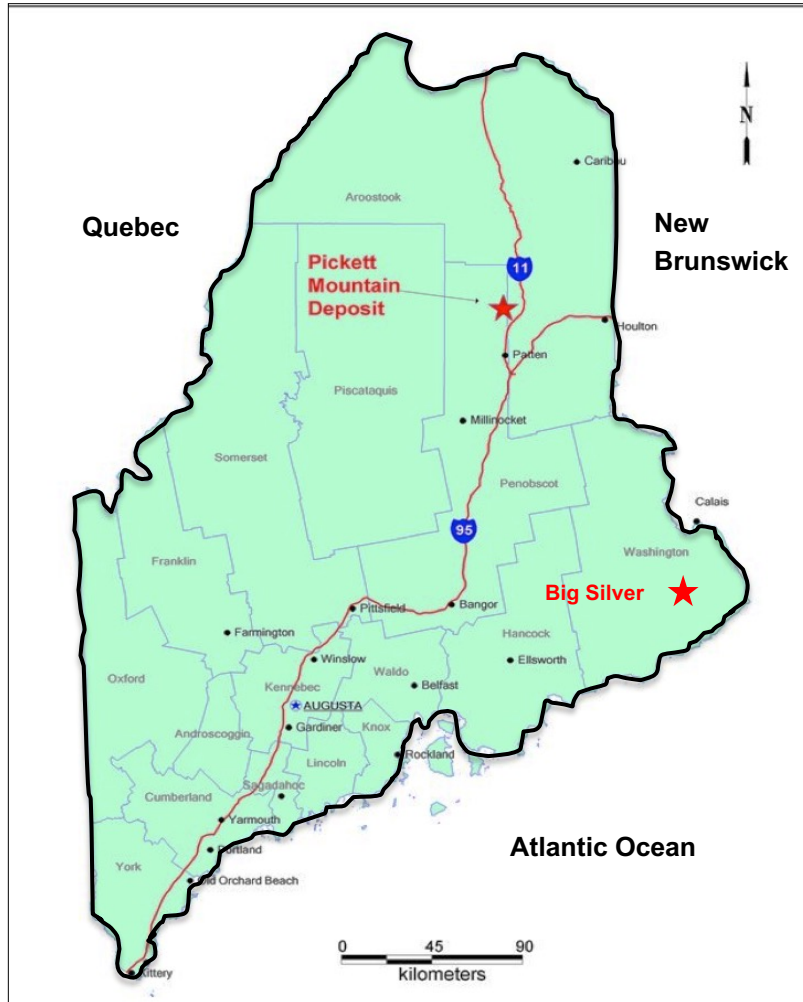 N
Caribou
Aroostook
Quebec
New
Brunswick
Pickett
Mountain
Deposit
11
Houlton
Patten
Piscataquis
Millinocket
Somerset
Penobscot
Calais
95
Washington
Franklin
Big Silver
Pittsfield
Bangor
Farmington
Hancock
Winslow
Ellsworth
Oxford
Waldo
Kennebec
Belfast
AUGUSTA
Androscoggio
Gardiner
Knox
Rockland
Lincoln
Sagadahoc
Cumberland
Yarmouth
Portland
Atlantic Ocean
York
Old Orchard Beach
0 45 90
kilometers
Kittery